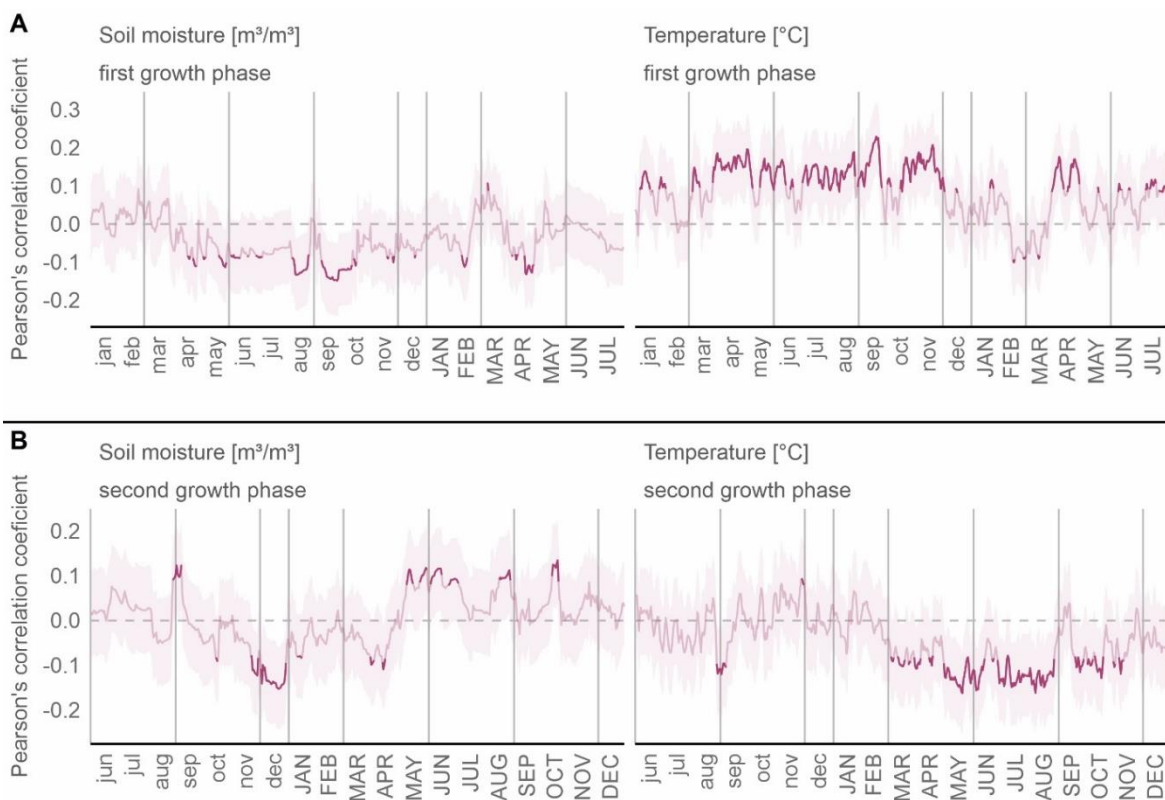 A
Soil moisture [m³/m³]
first growth phase
Temperature [°C]
first growth phase
Pearson's correlation coeficient
0.3
0.2
0.1
0.0
-0.1
-0.2
jan feb mar apr may jun jul aug sep oct nov dec JAN FEB MAR APR MAY JUN JUL
jan feb mar apr may jun jul aug sep oct nov dec JAN FEB MAR APR MAY JUN JUL
B
Soil moisture [m³/m³]
second growth phase
Temperature [°C]
second growth phase
Pearson's correlation coeficient
0.2
0.1
0.0
-0.1
-0.2
jun jul aug sep oct nov dec JAN FEB MAR APR MAY JUN JUL AUG SEP OCT NOV DEC
jun jul aug sep oct nov dec JAN FEB MAR APR MAY JUN JUL AUG SEP OCT NOV DEC